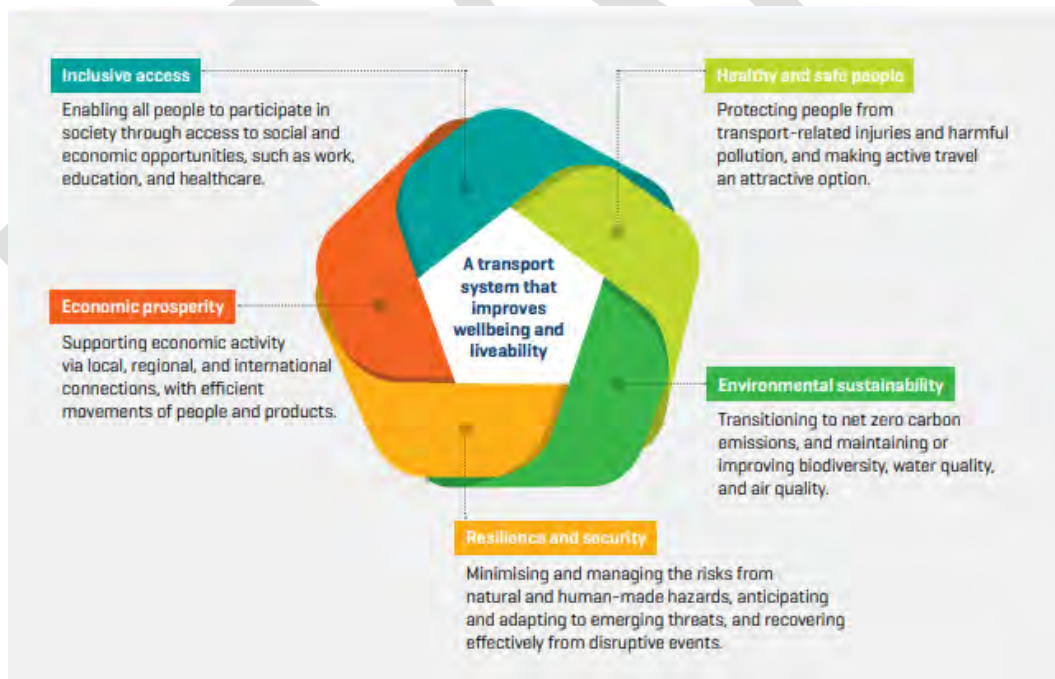 Inclusive access
Enabling all people to participate in
society through access to social and
economic opportunities, such as work,
education, and healthcare.
Healthy and safe people
Protecting people from
transport-related injuries and harmful
pollution, and making active travel
an attractive option.
A transport
system that
improves
wellbeing and
liveability
Economic prosperity
Supporting economic activity
via local, regional, and international
connections, with efficient
movements of people and products.
Environmental sustainability
Transitioning to net zero carbon
emissions, and maintaining or
improving biodiversity, water quality,
and air quality.
Resilience and security
Minimising and managing the risks from
natural and human-made hazards, anticipating
and adapting to emerging threats, and recovering
effectively from disruptive events.